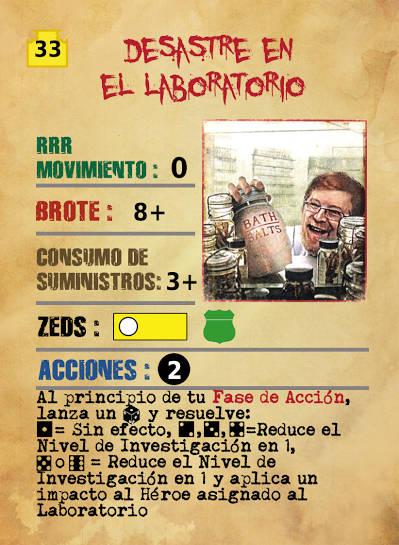 33
DESASTRE EN
EL LABORATORIO
RRR
MOVIMIENTO : 0
BROTE : 8+
CONSUMO DE
SUMINISTROS: 3+
BATH
SALTS
ZEDS :
ACCIONES : 2
Al principio de tu Fase de Acción,
lanza un y resuelve:
= Sin efecto, , , =Reduce el
Nivel de Investigación en 1,
o = Reduce el Nivel de
Investigación en 1 y aplica un
impacto al Héroe asignado al
Laboratorio